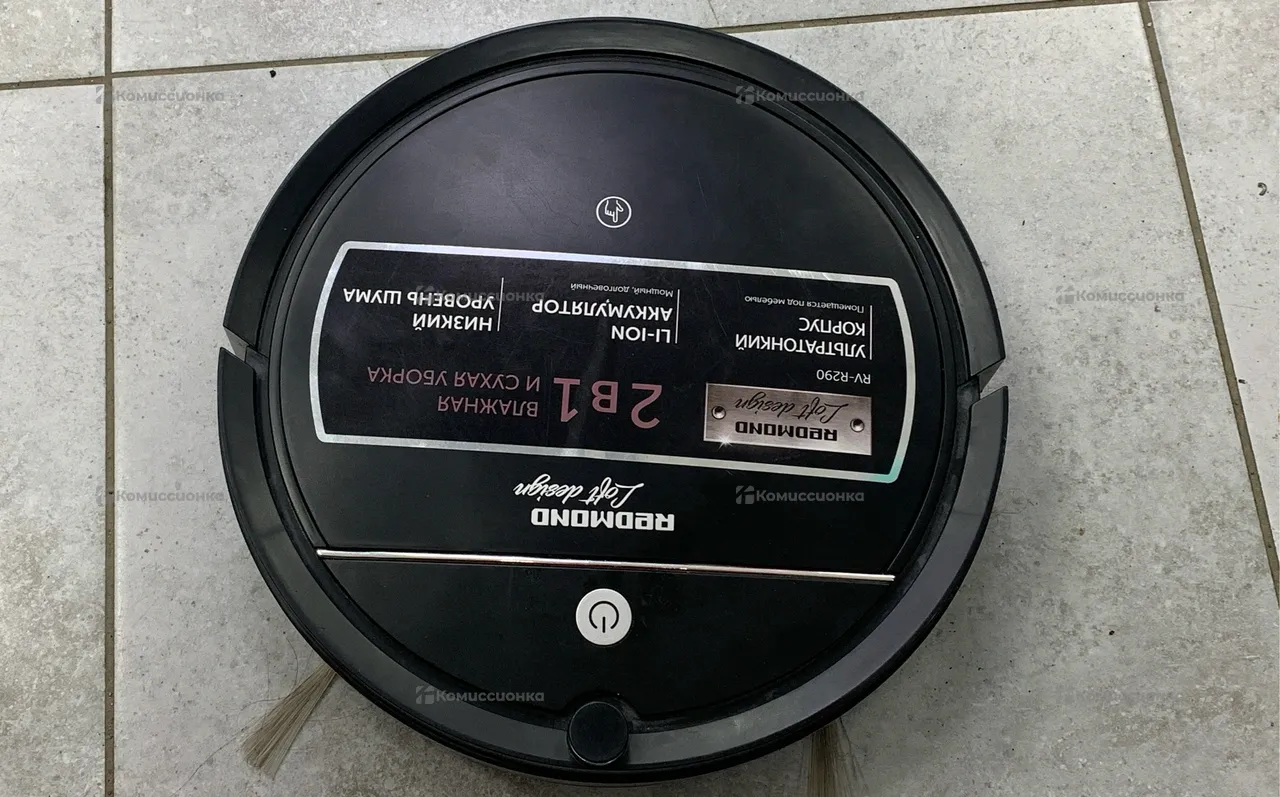 REDMOND
Loft design
REDMOND
Loft design
RV-R290
2 в 1
ВЛАЖНАЯ
И СУХАЯ УБОРКА
УЛЬТРАТОНКИЙ
КОРПУС
Помещается под мебелью
LI-ION
АККУМУЛЯТОР
Мощный, долговечный
НИЗКИЙ
УРОВЕНЬ ШУМА
Комиссионка
Комиссионка
Комиссионка
Комиссионка
Комиссионка
Комиссионка
Комиссионка